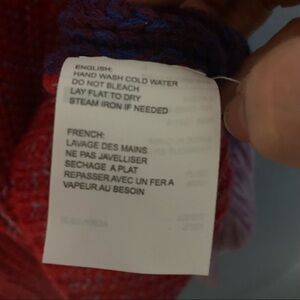 ENGLISH:
HAND WASH COLD WATER
DO NOT BLEACH
LAY FLAT TO DRY
STEAM IRON IF NEEDED
FRENCH:
LAVAGE DES MAINS
NE PAS JAVELLISER
SECHAGE A PLAT
REPASSER AVEC UN FER A
VAPEUR AU BESOIN